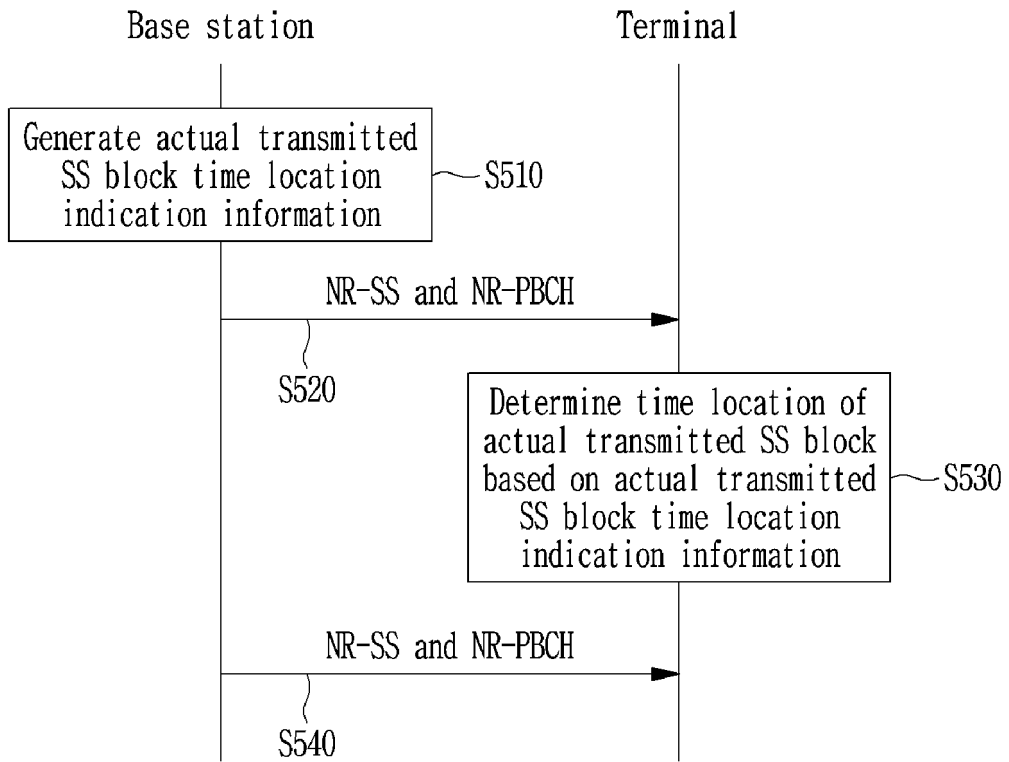 Base station
Terminal
Generate actual transmitted
SS block time location
indication information
S510
NR-SS and NR-PBCH
S520
Determine time location of
actual transmitted SS block
based on actual transmitted
SS block time location
indication information
S530
NR-SS and NR-PBCH
S540